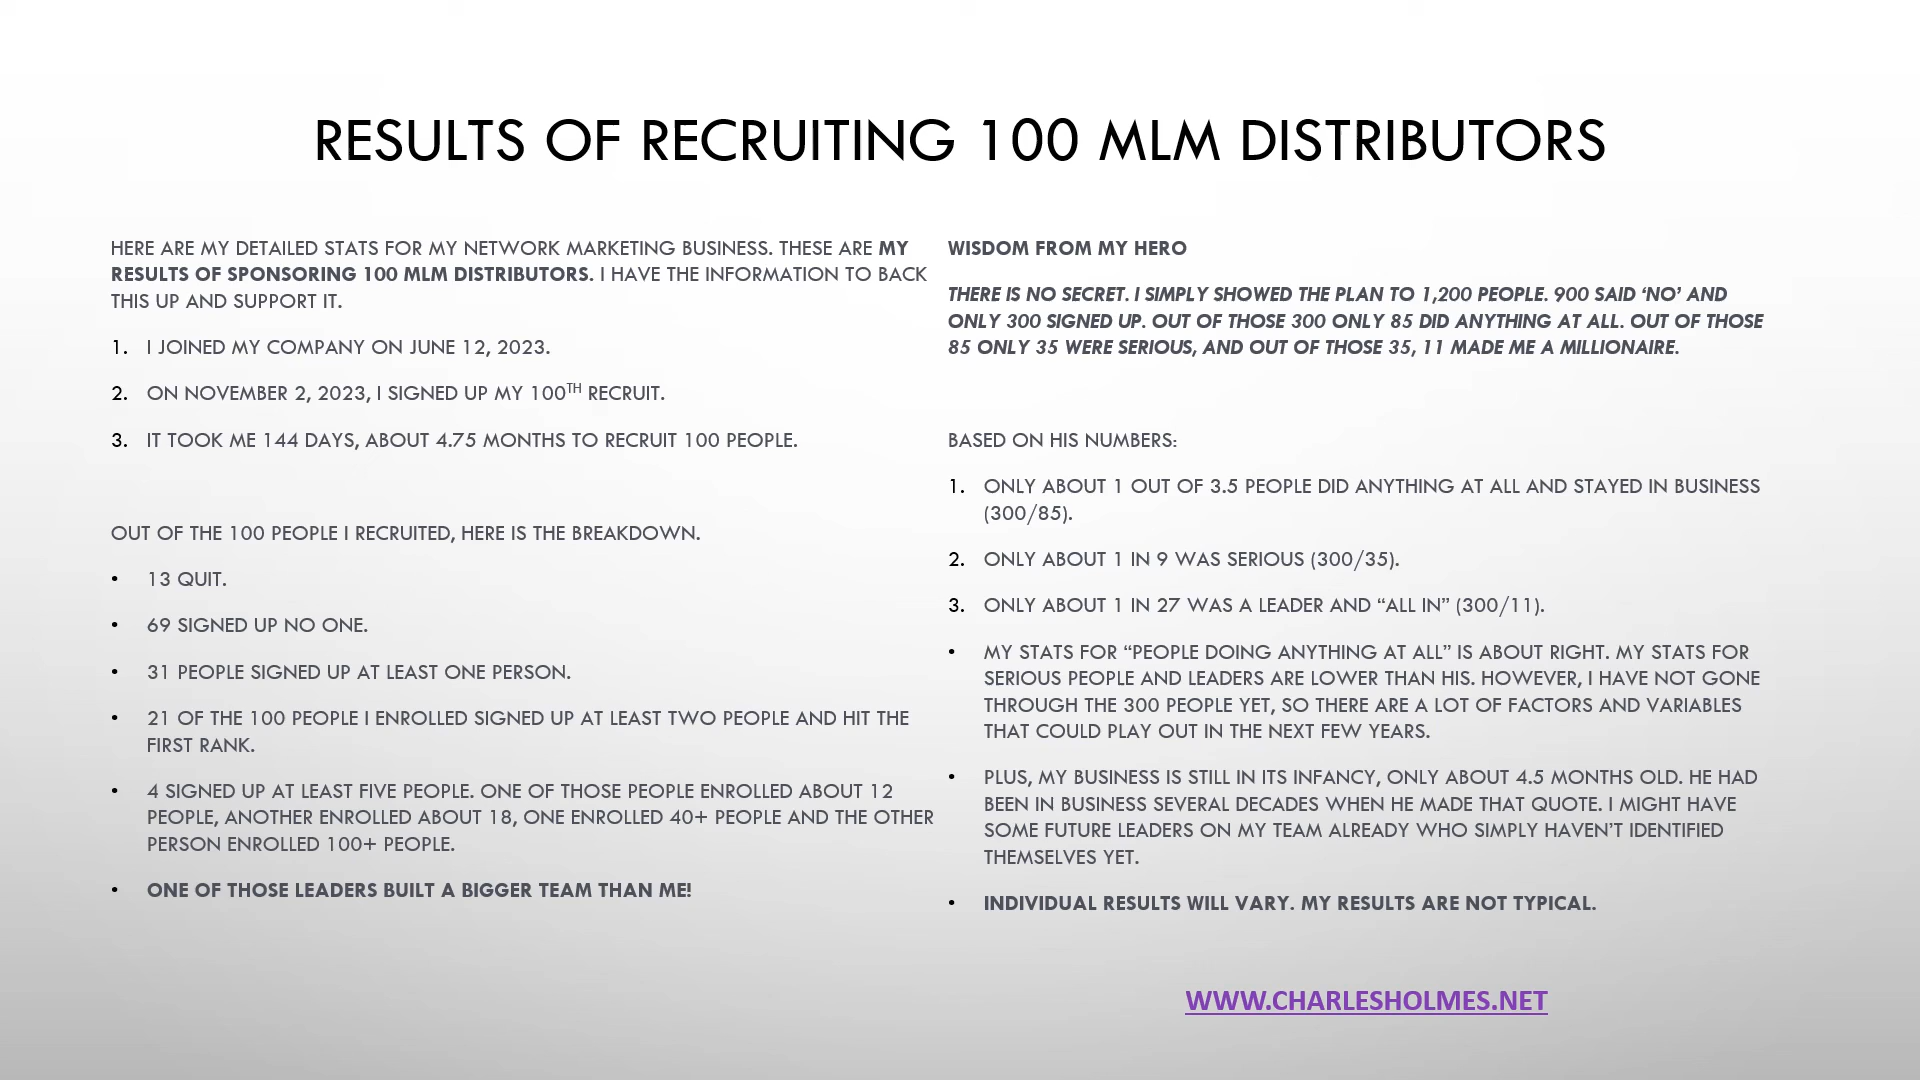 RESULTS OF RECRUITING 100 MLM DISTRIBUTORS
HERE ARE MY DETAILED STATS FOR MY NETWORK MARKETING BUSINESS. THESE ARE MY
RESULTS OF SPONSORING 100 MLM DISTRIBUTORS. I HAVE THE INFORMATION TO BACK
THIS UP AND SUPPORT IT.
1. I JOINED MY COMPANY ON JUNE 12, 2023.
2. ON NOVEMBER 2, 2023, I SIGNED UP MY 100TH RECRUIT.
3. IT TOOK ME 144 DAYS, ABOUT 4.75 MONTHS TO RECRUIT 100 PEOPLE.
OUT OF THE 100 PEOPLE I RECRUITED, HERE IS THE BREAKDOWN.
• 13 QUIT.
• 69 SIGNED UP NO ONE.
• 31 PEOPLE SIGNED UP AT LEAST ONE PERSON.
• 21 OF THE 100 PEOPLE I ENROLLED SIGNED UP AT LEAST TWO PEOPLE AND HIT THE
FIRST RANK.
• 4 SIGNED UP AT LEAST FIVE PEOPLE. ONE OF THOSE PEOPLE ENROLLED ABOUT 12
PEOPLE, ANOTHER ENROLLED ABOUT 18, ONE ENROLLED 40+ PEOPLE AND THE OTHER
PERSON ENROLLED 100+ PEOPLE.
• ONE OF THOSE LEADERS BUILT A BIGGER TEAM THAN ME!
WISDOM FROM MY HERO
THERE IS NO SECRET. I SIMPLY SHOWED THE PLAN TO 1,200 PEOPLE. 900 SAID ‘NO’ AND
ONLY 300 SIGNED UP. OUT OF THOSE 300 ONLY 85 DID ANYTHING AT ALL. OUT OF THOSE
85 ONLY 35 WERE SERIOUS, AND OUT OF THOSE 35, 11 MADE ME A MILLIONAIRE.
BASED ON HIS NUMBERS:
1. ONLY ABOUT 1 OUT OF 3.5 PEOPLE DID ANYTHING AT ALL AND STAYED IN BUSINESS
(300/85).
2. ONLY ABOUT 1 IN 9 WAS SERIOUS (300/35).
3. ONLY ABOUT 1 IN 27 WAS A LEADER AND “ALL IN” (300/11).
• MY STATS FOR “PEOPLE DOING ANYTHING AT ALL” IS ABOUT RIGHT. MY STATS FOR
SERIOUS PEOPLE AND LEADERS ARE LOWER THAN HIS. HOWEVER, I HAVE NOT GONE
THROUGH THE 300 PEOPLE YET, SO THERE ARE A LOT OF FACTORS AND VARIABLES
THAT COULD PLAY OUT IN THE NEXT FEW YEARS.
• PLUS, MY BUSINESS IS STILL IN ITS INFANCY, ONLY ABOUT 4.5 MONTHS OLD. HE HAD
BEEN IN BUSINESS SEVERAL DECADES WHEN HE MADE THAT QUOTE. I MIGHT HAVE
SOME FUTURE LEADERS ON MY TEAM ALREADY WHO SIMPLY HAVEN’T IDENTIFIED
THEMSELVES YET.
• INDIVIDUAL RESULTS WILL VARY. MY RESULTS ARE NOT TYPICAL.
WWW.CHARLESHOLMES.NET